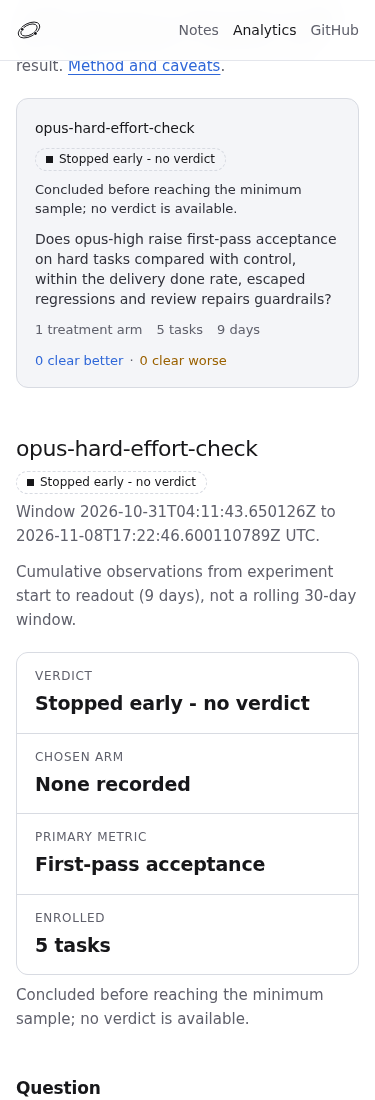 Notes Analytics GitHub
result. Method and caveats.
opus-hard-effort-check
Stopped early - no verdict
Concluded before reaching the minimum
sample; no verdict is available.
Does opus-high raise first-pass acceptance
on hard tasks compared with control,
within the delivery done rate, escaped
regressions and review repairs guardrails?
1 treatment arm 5 tasks 9 days
0 clear better · 0 clear worse
opus-hard-effort-check
Stopped early - no verdict
Window 2026-10-31T04:11:43.650126Z to
2026-11-08T17:22:46.600110789Z UTC.
Cumulative observations from experiment
start to readout (9 days), not a rolling 30-day
window.
VERDICT
Stopped early - no verdict
CHOSEN ARM
None recorded
PRIMARY METRIC
First-pass acceptance
ENROLLED
5 tasks
Concluded before reaching the minimum
sample; no verdict is available.
Question